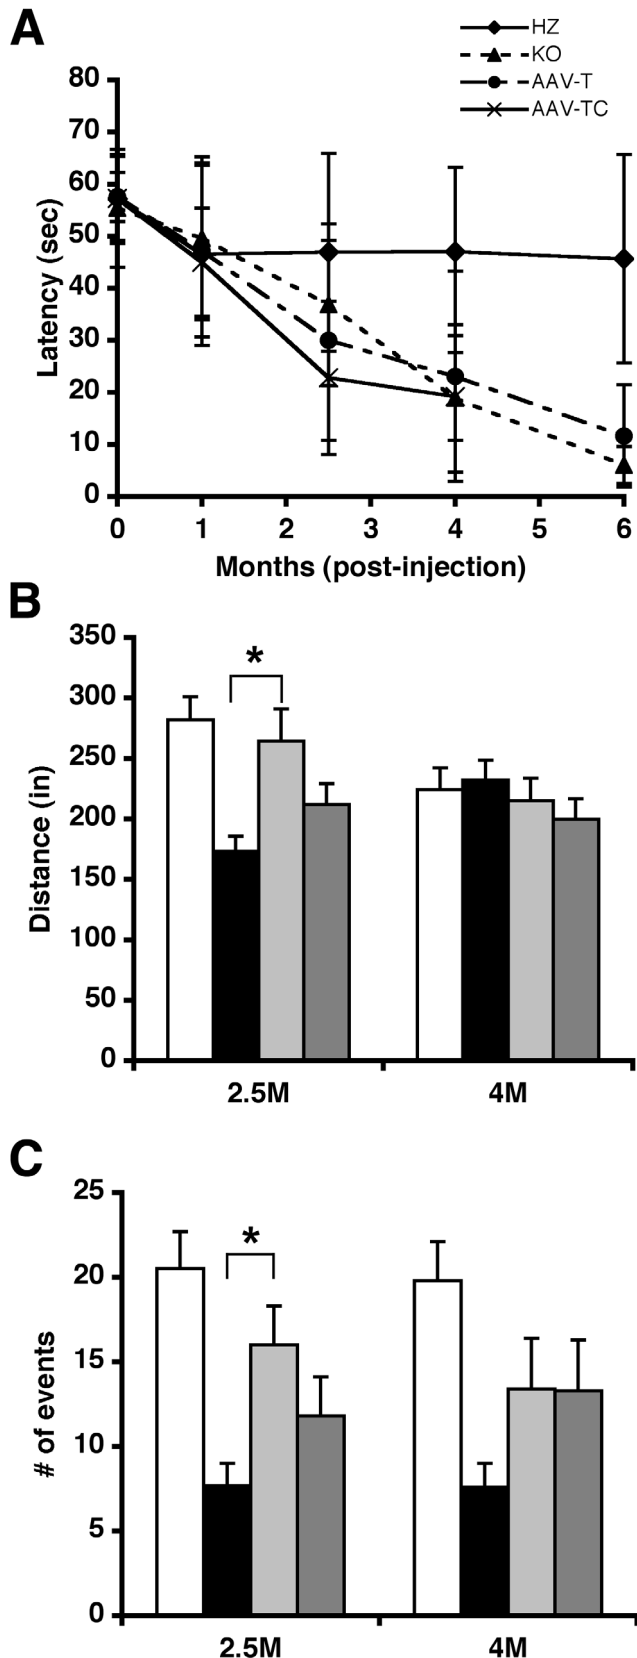 A
HZ
KO
AAV-T
AAV-TC
80
70
60
50
40
30
20
10
0
Latency (sec)
0 1 2 3 4 5 6
Months (post-injection)
B
350
300
250
200
150
100
50
0
Distance (in)
*
2.5M 4M
C
25
20
15
10
5
0
# of events
*
2.5M 4M